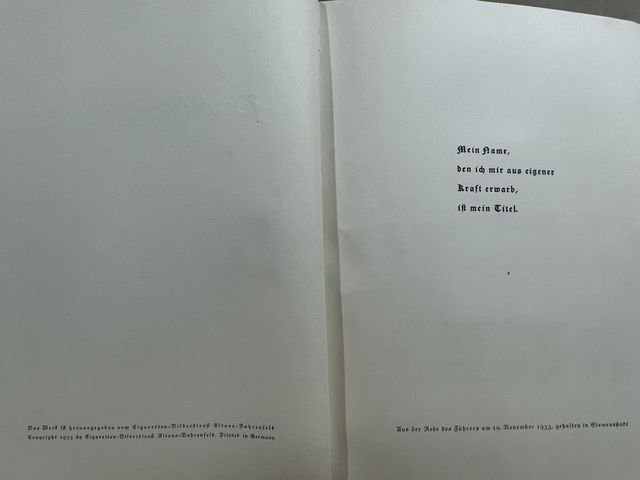 Das Werk ist herausgegeben vom Cigaretten-Bilderdienst Altona-Bahrenfeld
Copyright 1935 by Cigaretten-Bilderdienst Altona-Bahrenfeld. Printed in Germany
Mein Name,
den ich mir aus eigener
Kraft erwarb,
ist mein Titel.
Aus der Rede des Führers am 10. November 1933, gehalten in Siemensstadt